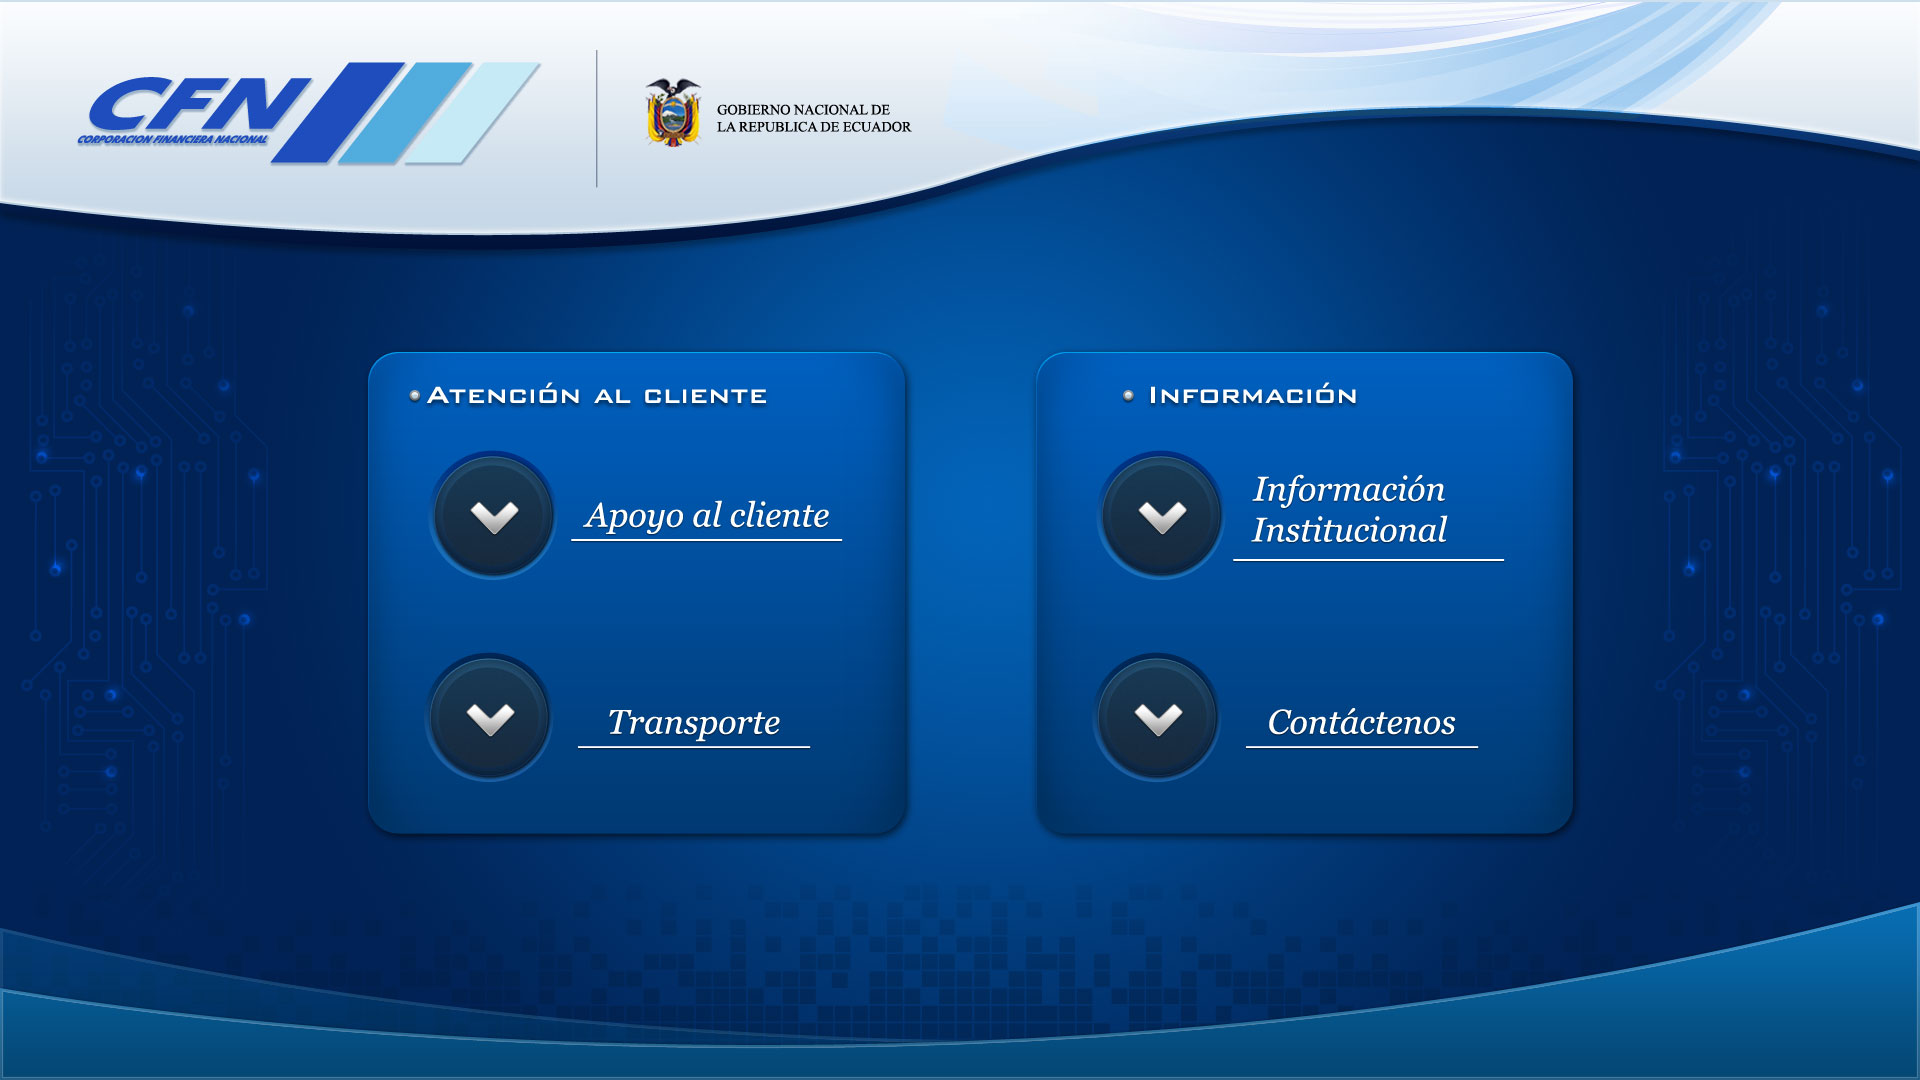 CFN
CORPORACION FINANCIERA NACIONAL
GOBIERNO NACIONAL DE
LA REPUBLICA DE ECUADOR
ATENCIÓN AL CLIENTE
Apoyo al cliente
Transporte
INFORMACIÓN
Información
Institucional
Contáctenos